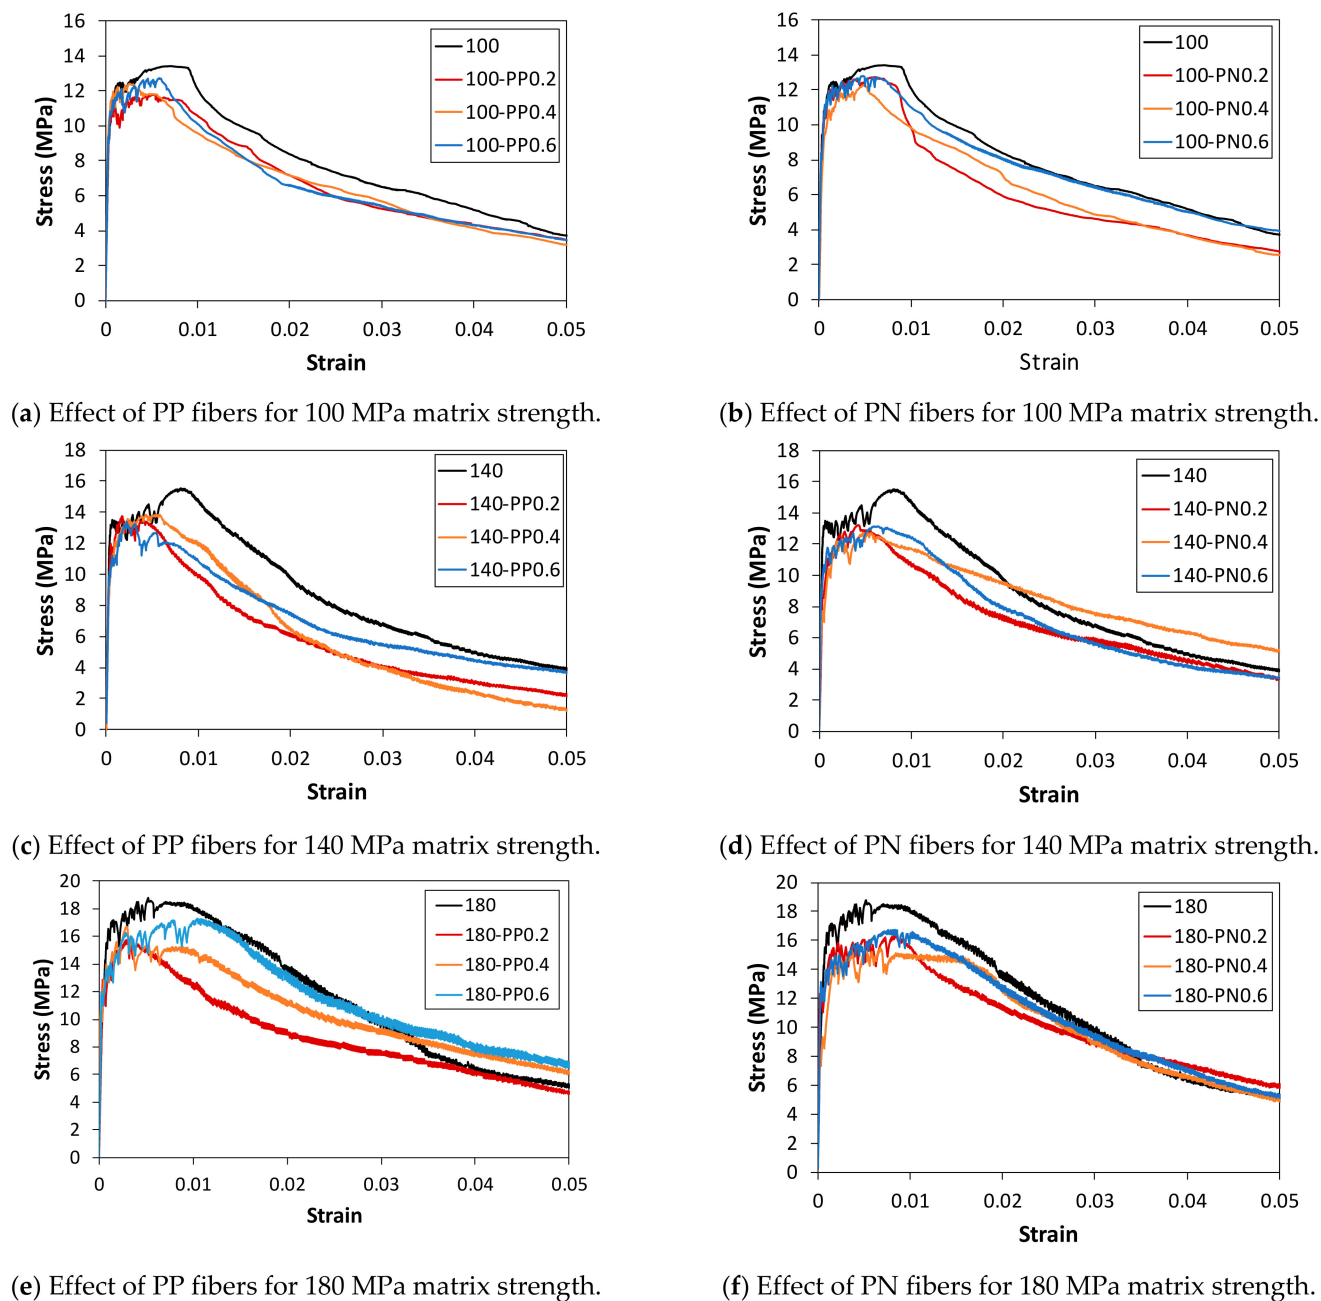 16
14
12
10
8
6
4
2
0
Stress (MPa)
100
100-PP0.2
100-PP0.4
100-PP0.6
0 0.01 0.02 0.03 0.04 0.05
Strain
(a) Effect of PP fibers for 100 MPa matrix strength.
16
14
12
10
8
6
4
2
0
Stress (MPa)
100
100-PN0.2
100-PN0.4
100-PN0.6
0 0.01 0.02 0.03 0.04 0.05
Strain
(b) Effect of PN fibers for 100 MPa matrix strength.
18
16
14
12
10
8
6
4
2
0
Stress (MPa)
140
140-PP0.2
140-PP0.4
140-PP0.6
0 0.01 0.02 0.03 0.04 0.05
Strain
(c) Effect of PP fibers for 140 MPa matrix strength.
18
16
14
12
10
8
6
4
2
0
Stress (MPa)
140
140-PN0.2
140-PN0.4
140-PN0.6
0 0.01 0.02 0.03 0.04 0.05
Strain
(d) Effect of PN fibers for 140 MPa matrix strength.
20
18
16
14
12
10
8
6
4
2
0
Stress (MPa)
180
180-PP0.2
180-PP0.4
180-PP0.6
0 0.01 0.02 0.03 0.04 0.05
Strain
(e) Effect of PP fibers for 180 MPa matrix strength.
20
18
16
14
12
10
8
6
4
2
0
Stress (MPa)
180
180-PN0.2
180-PN0.4
180-PN0.6
0 0.01 0.02 0.03 0.04 0.05
Strain
(f) Effect of PN fibers for 180 MPa matrix strength.